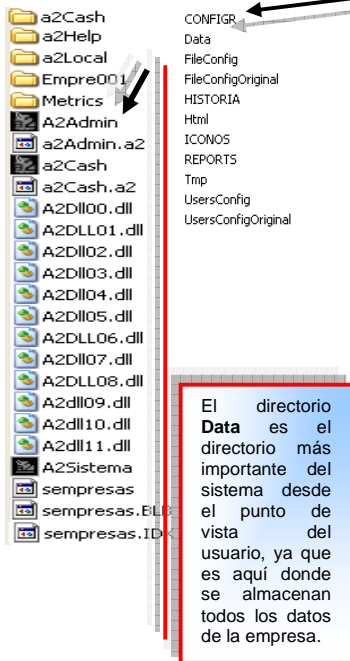 a2Cash
a2Help
a2Local
Empre001
Metrics
A2Admin
a2Admin.a2
a2Cash
a2Cash.a2
A2Dll00.dll
A2DLL01.dll
A2Dll02.dll
A2Dll03.dll
A2Dll04.dll
A2Dll05.dll
A2DLL06.dll
A2Dll07.dll
A2DLL08.dll
A2dll09.dll
A2dll10.dll
A2dll11.dll
A2Sistema
sempresas
sempresas.BLB
sempresas.IDX
CONFIGR
Data
FileConfig
FileConfigOriginal
HISTORIA
Html
ICONOS
REPORTS
Tmp
UsersConfig
UsersConfigOriginal
El directorio
Data es el
directorio más
importante del
sistema desde
el punto de
vista del
usuario, ya que
es aquí donde
se almacenan
todos los datos
de la empresa.